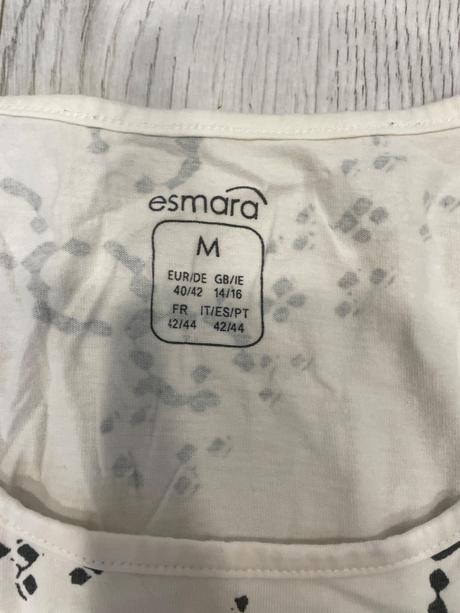 esmara
M
EUR/DE GB/IE
40/42 14/16
FR IT/ES/PT
42/44 42/44